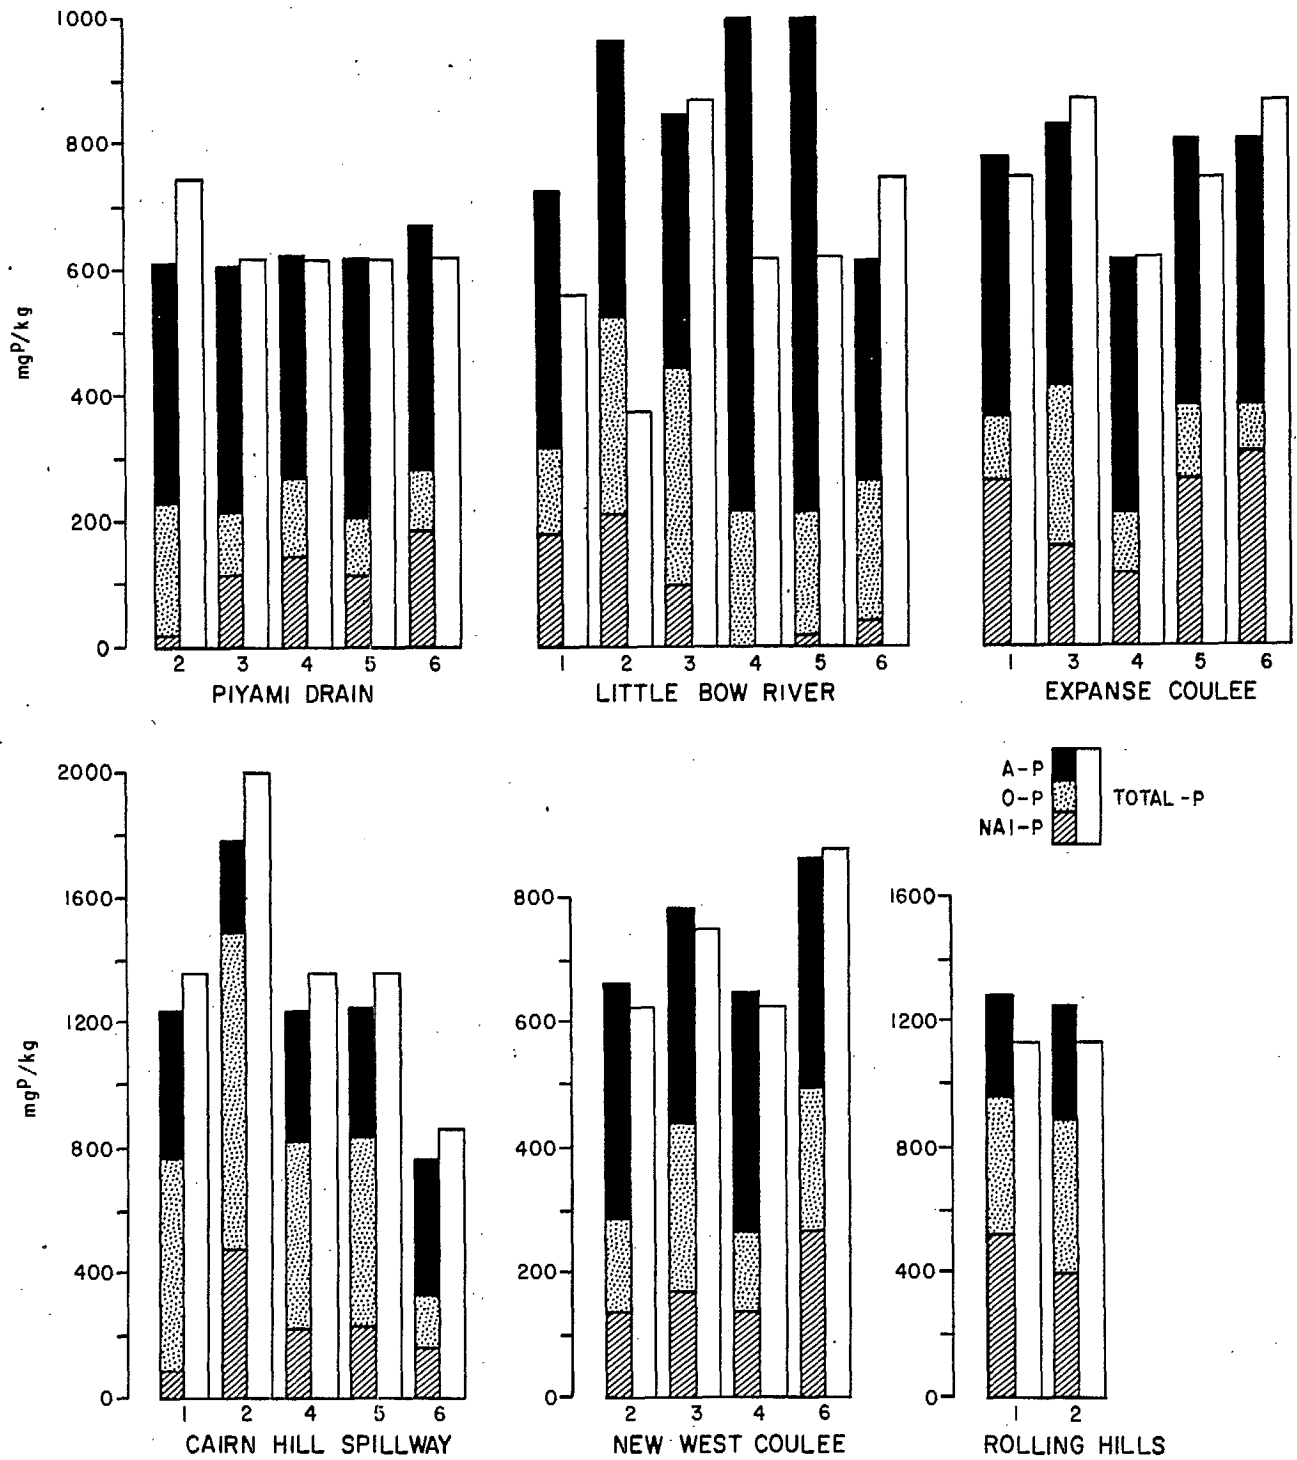 1000
800
600
400
200
0
mgP/kg
2 3 4 5 6
PIYAMI DRAIN
1 2 3 4 5 6
LITTLE BOW RIVER
1 3 4 5 6
EXPANSE COULEE
A-P
O-P
NAI-P
TOTAL-P
2000
1600
1200
800
400
0
mgP/kg
1 2 4 5 6
CAIRN HILL SPILLWAY
800
600
400
200
0
2 3 4 6
NEW WEST COULEE
1600
1200
800
400
0
1 2
ROLLING HILLS